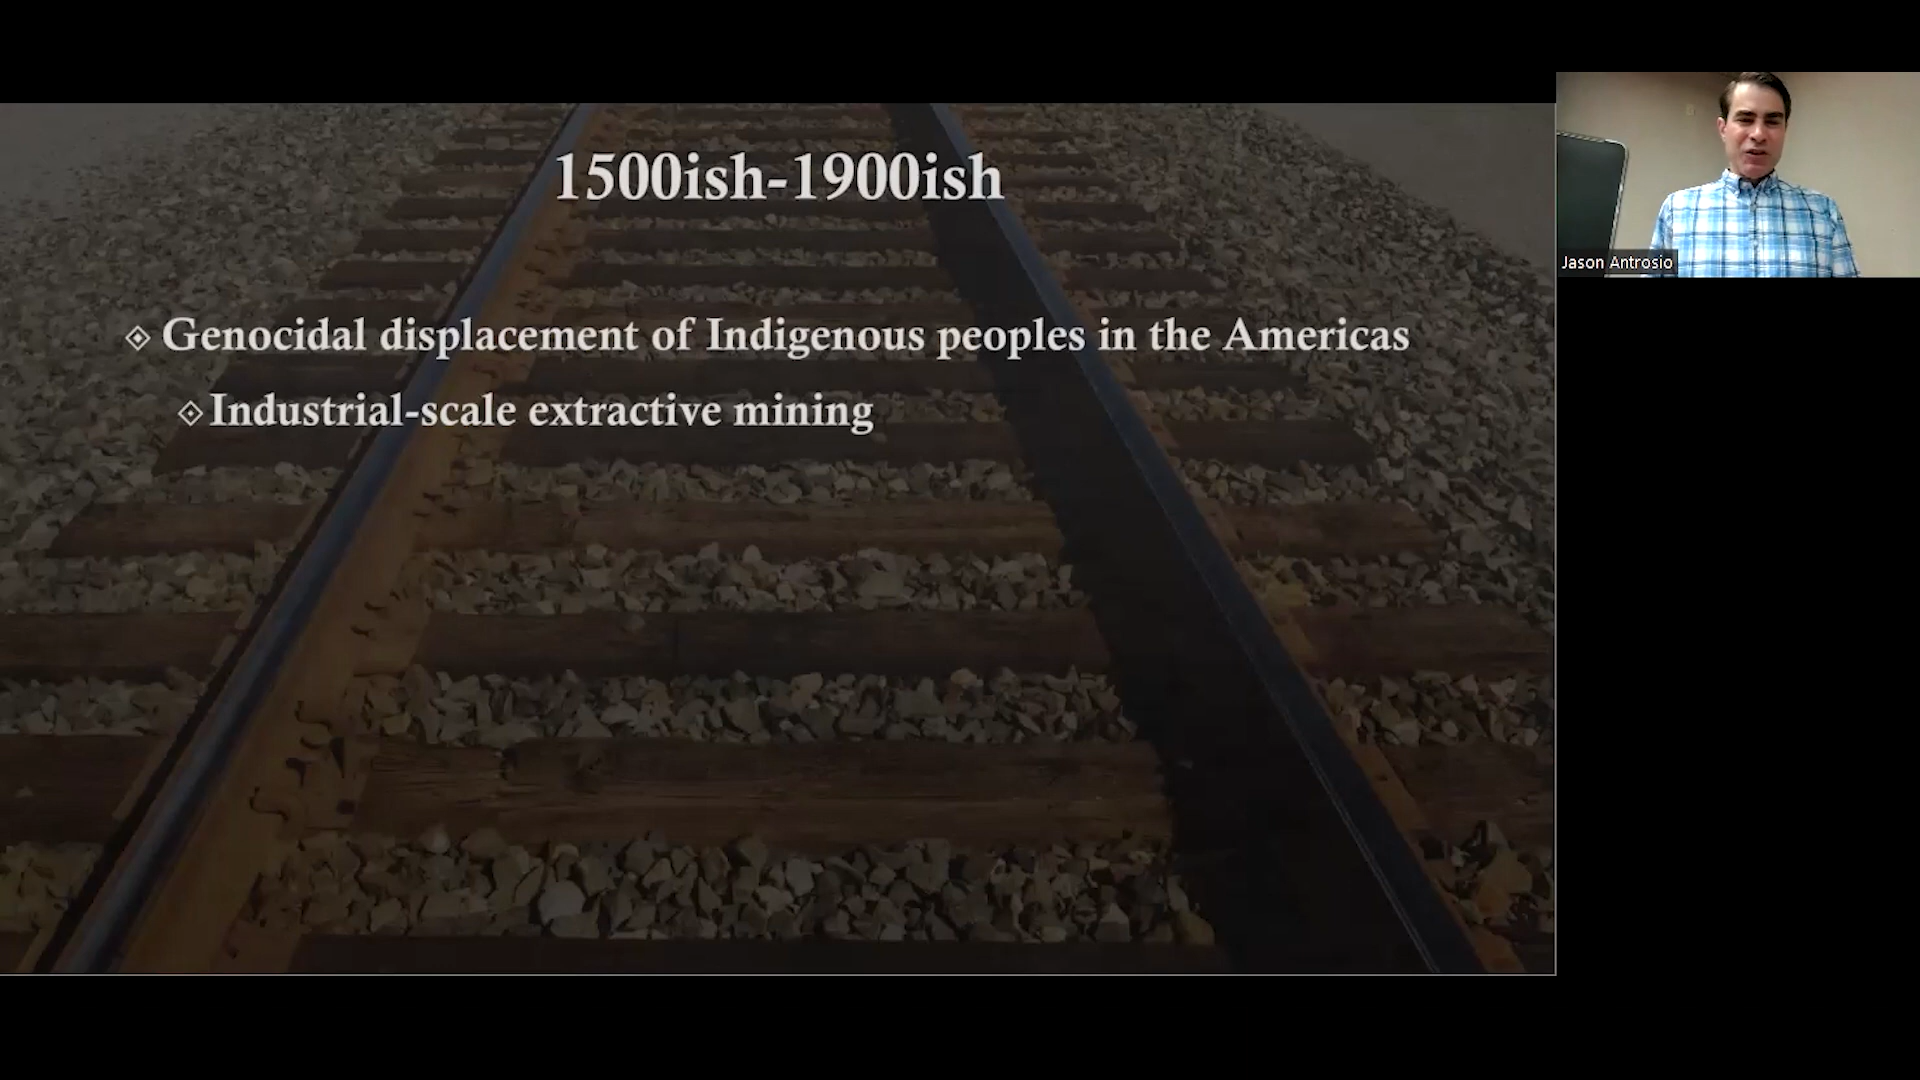 1500ish-1900ish
Genocidal displacement of Indigenous peoples in the Americas
Industrial-scale extractive mining
Jason Antrosio